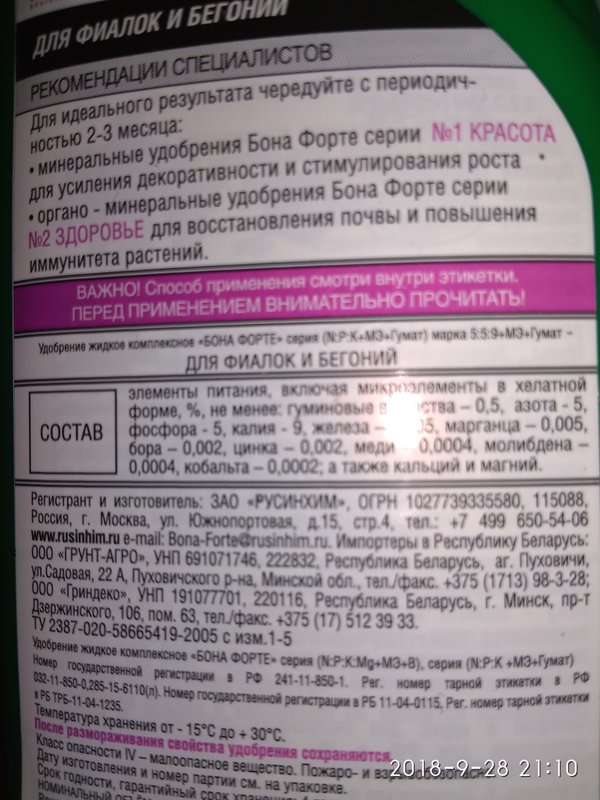 ДЛЯ ФИАЛОК И БЕГОНИЙ
РЕКОМЕНДАЦИИ СПЕЦИАЛИСТОВ
Для идеального результата чередуйте с периодич-
ностью 2-3 месяца:
• минеральные удобрения Бона Форте серии №1 КРАСОТА
для усиления декоративности и стимулирования роста •
• органо - минеральные удобрения Бона Форте серии
№2 ЗДОРОВЬЕ для восстановления почвы и повышения
иммунитета растений.
ВАЖНО! Способ применения смотри внутри этикетки.
ПЕРЕД ПРИМЕНЕНИЕМ ВНИМАТЕЛЬНО ПРОЧИТАТЬ!
Удобрение жидкое комплексное «БОНА ФОРТЕ» серия (N:P:K+МЭ+Гумат) марка 5:5:9+МЭ+Гумат -
ДЛЯ ФИАЛОК И БЕГОНИЙ
СОСТАВ
элементы питания, включая микроэлементы в хелатной
форме, %, не менее: гуминовые – 0,5, азота - 5,
фосфора - 5, калия - 9, железа – марганца – 0,005,
бора – 0,002, цинка – 0,002, меди 0,0004, молибдена –
0,0004, кобальта – 0,0002; а также кальций и магний.
Регистрант и изготовитель: ЗАО «РУСИНХИМ», ОГРН 1027739335580, 115088,
Россия, г. Москва, ул. Южнопортовая, д.15, стр.4, тел.: +7 499 650-54-06
www.rusinhim.ru e-mail: Bona-Forte@rusinhim.ru. Импортеры в Республику Беларусь:
ООО «ГРУНТ-АГРО», УНП 691071746, 222832, Республика Беларусь, аг. Пуховичи,
ул.Садовая, 22 А, Пуховичского р-на, Минской обл., тел./факс. +375 (1713) 98-3-28;
ООО «Гриндеко», УНП 191077701, 220116, Республика Беларусь, г. Минск, пр-т
Дзержинского, 106, пом. 63, тел./факс. +375 (17) 512 39 33.
ТУ 2387-020-58665419-2005 с изм.1-5
Удобрение жидкое комплексное «БОНА ФОРТЕ» серия (N:P:K:Mg+МЭ+В), серия (N:P:K +МЭ+Гумат)
Номер государственной регистрации в РФ 241-11-850-1. Рег. номер тарной этикетки в РФ
032-11-850-0,285-15-6110(л). Номер государственной регистрации в РБ 11-04-0115. Рег. номер тарной этикетки
в РБ ТРБ-11-04-1235.
Температура хранения от - 15°С до + 30°С.
После размораживания свойства удобрения сохраняются.
Класс опасности IV – малоопасное вещество. Пожаро- и
Дату изготовления и номер партии см. на упаковке.
Срок годности, гарантийный срок хранения:
2018-9-28 21:10